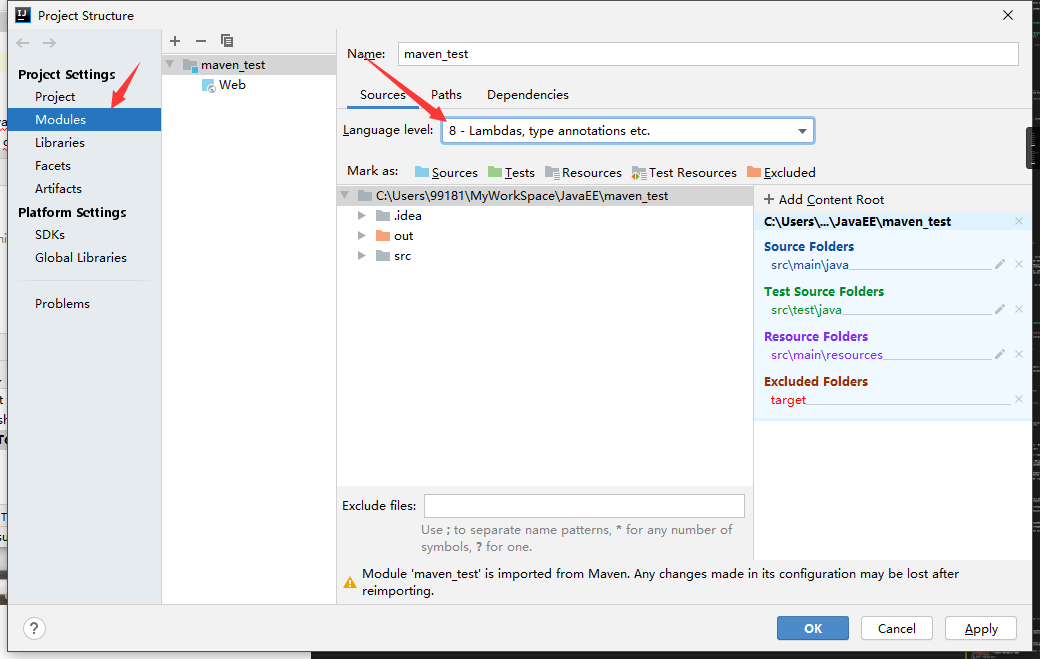 Project Structure
Project Settings
Project
Modules
Libraries
Facets
Artifacts
Platform Settings
SDKs
Global Libraries
Problems
maven_test
Web
Name: maven_test
Sources Paths Dependencies
Language level: 8 - Lambdas, type annotations etc.
Mark as: Sources Tests Resources Test Resources Excluded
C:\Users\99181\MyWorkSpace\JavaEE\maven_test
.idea
out
src
+ Add Content Root
C:\Users\...\JavaEE\maven_test
Source Folders
src\main\java
Test Source Folders
src\test\java
Resource Folders
src\main\resources
Excluded Folders
target
Exclude files:
Use ; to separate name patterns, * for any number of
symbols, ? for one.
Module 'maven_test' is imported from Maven. Any changes made in its configuration may be lost after
reimporting.
?
OK Cancel Apply